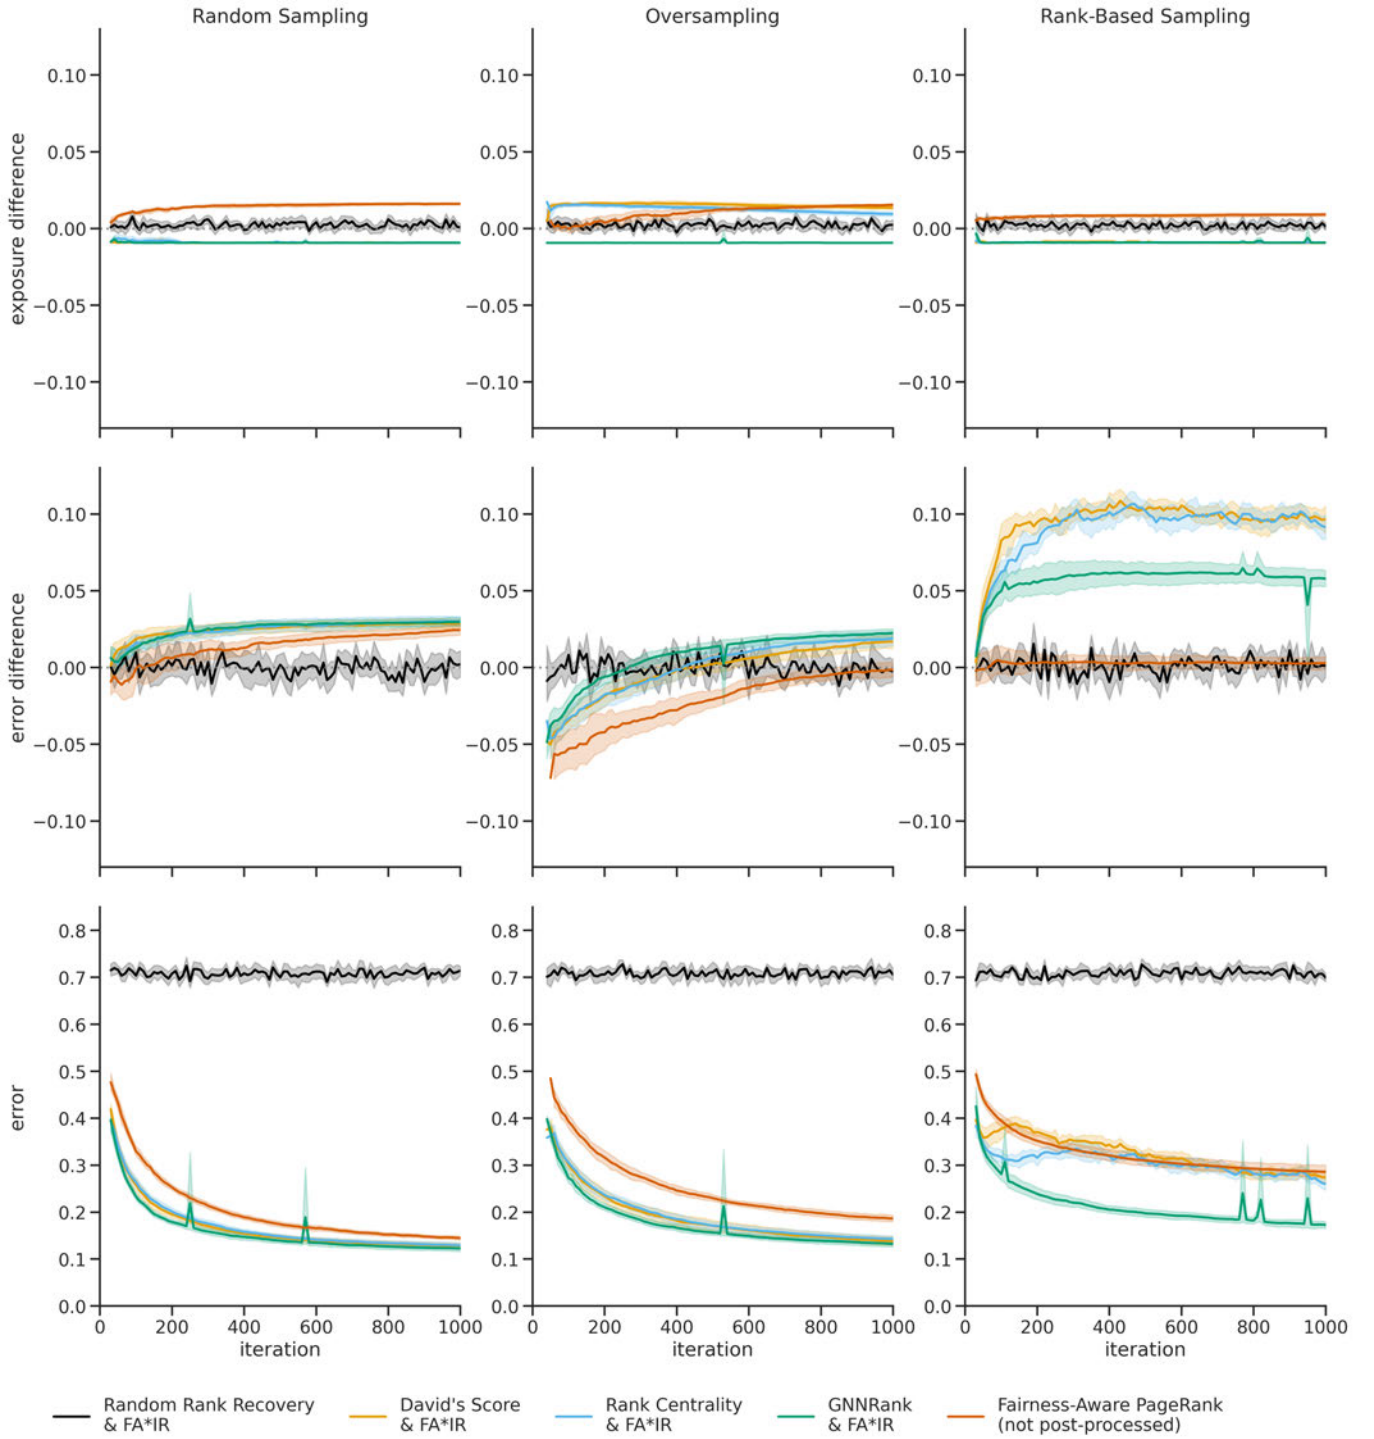 Random Sampling Oversampling Rank-Based Sampling
exposure difference
0.10 0.10 0.10
0.05 0.05 0.05
0.00 0.00 0.00
−0.05 −0.05 −0.05
−0.10 −0.10 −0.10
error difference
0.10 0.10 0.10
0.05 0.05 0.05
0.00 0.00 0.00
−0.05 −0.05 −0.05
−0.10 −0.10 −0.10
error
0.8 0.8 0.8
0.7 0.7 0.7
0.6 0.6 0.6
0.5 0.5 0.5
0.4 0.4 0.4
0.3 0.3 0.3
0.2 0.2 0.2
0.1 0.1 0.1
0.0 0.0 0.0
0 200 400 600 800 1000 0 200 400 600 800 1000 0 200 400 600 800 1000
iteration iteration iteration
Random Rank Recovery
& FA*IR
David's Score
& FA*IR
Rank Centrality
& FA*IR
GNNRank
& FA*IR
Fairness-Aware PageRank
(not post-processed)